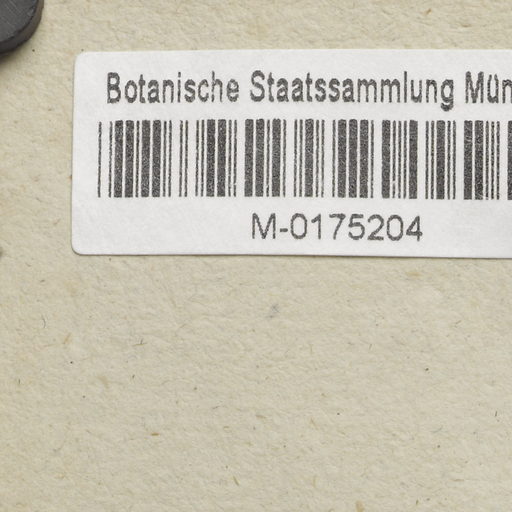 Botanische Staatssammlung Mün
M-0175204